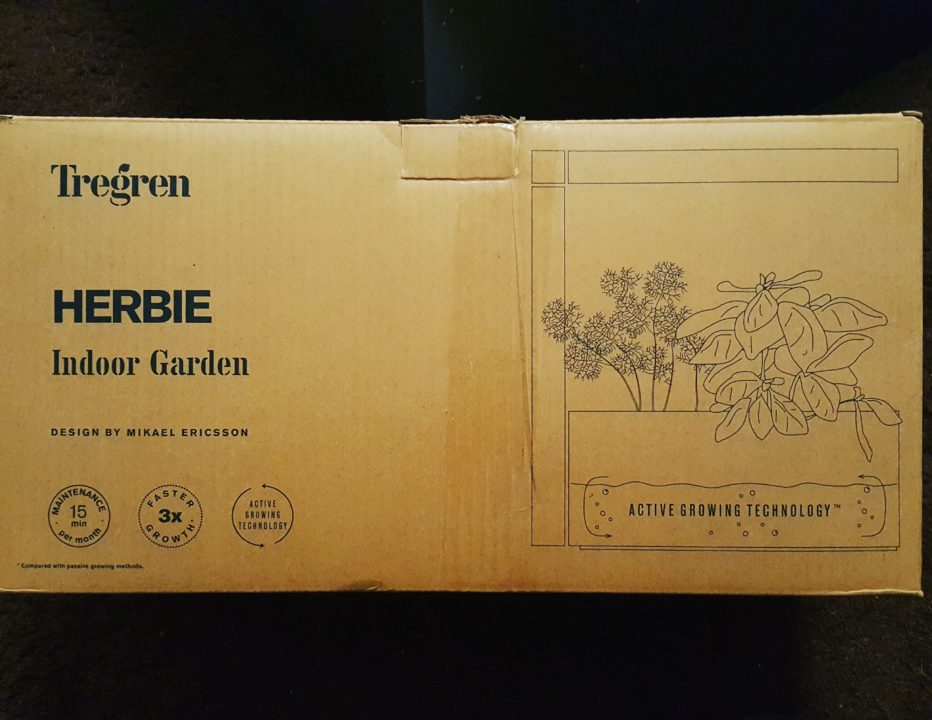 Tregren
HERBIE
Indoor Garden
DESIGN BY MIKAEL ERICSSON
MAINTENANCE
15
min
per month
FASTER
3x
GROWTH*
ACTIVE
GROWING
TECHNOLOGY
* Compared with passive growing methods.
ACTIVE GROWING TECHNOLOGY™